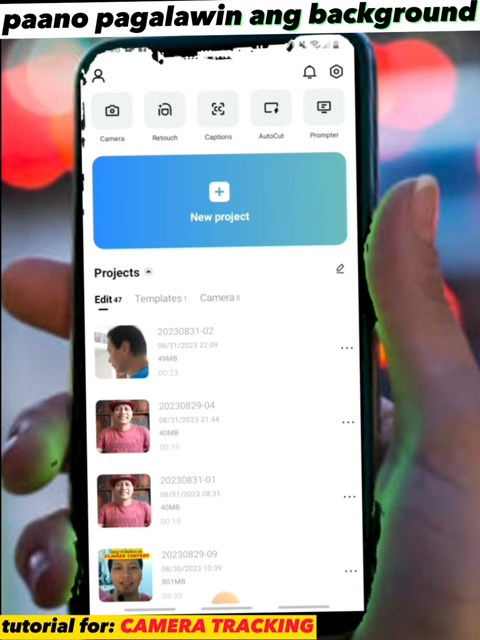 paano pagalawin ang background
Camera
Retouch
Captions
AutoCut
Prompter
New project
Projects
Edit 47
Templates 1
Camera 8
20230831-02
08/31/2023 22:09
49MB
00:23
20230829-04
08/31/2023 21:44
40MB
00:19
20230831-01
08/31/2023 08:31
40MB
00:19
20230829-09
08/30/2023 10:39
801MB
09:35
PLINGER CONTENT
tutorial for: CAMERA TRACKING